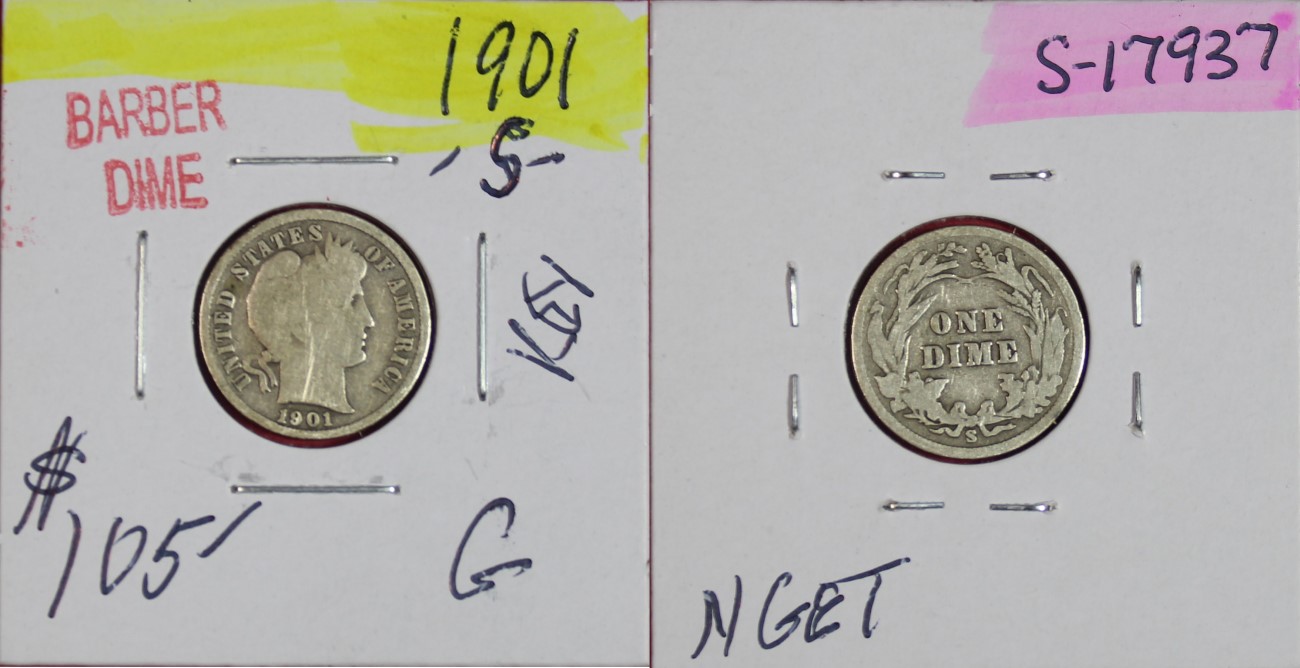 1901
BARBER
DIME
-S-
UNITED STATES OF AMERICA
1901
KEY
$105-
G
S-17937
ONE
DIME
S
NGET